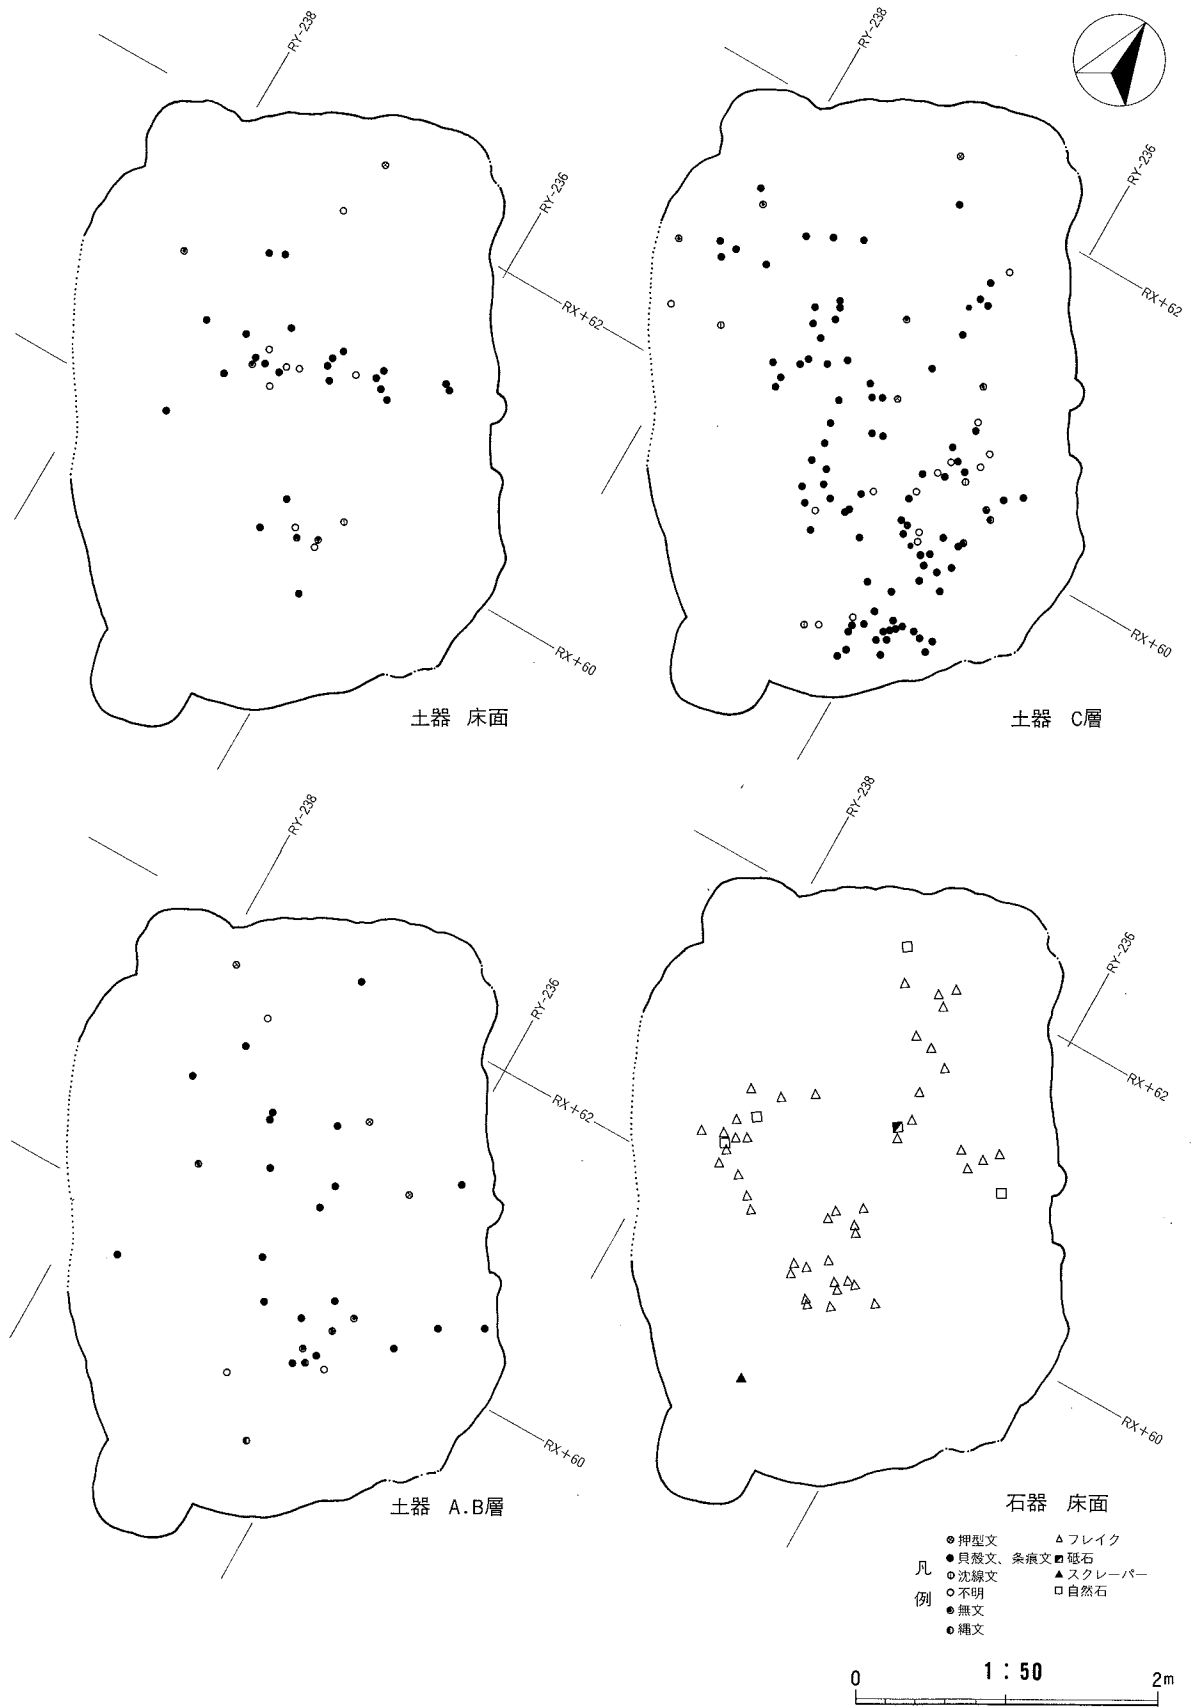 RY-238
RY-238
RY-236
RY-236
RX+62
RX+62
RX+60
RX+60
土器 床面
土器 C層
RY-238
RY-238
RY-236
RY-236
RX+62
RX+62
RX+60
RX+60
土器 A.B層
石器 床面
凡例
押型文
貝殻文、条痕文
沈線文
不明
無文
縄文
フレイク
砥石
スクレーパー
自然石
1:50
0 2m